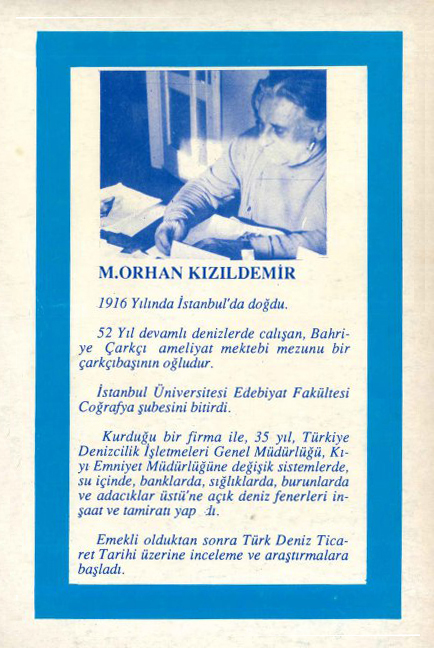 M.ORHAN KIZILDEMİR
1916 Yılında İstanbul'da doğdu.
52 Yıl devamlı denizlerde calışan, Bahri-
ye Çarkçı ameliyat mektebi mezunu bir
çarkçıbaşının oğludur.
İstanbul Üniversitesi Edebiyat Fakültesi
Coğrafya şubesini bitirdi.
Kurduğu bir firma ile, 35 yıl, Türkiye
Denizcilik İşletmeleri Genel Müdürlüğü, Kı-
yı Emniyet Müdürlüğüne değişik sistemlerde,
su içinde, banklarda, sığlıklarda, burunlarda
ve adacıklar üstü'ne açık deniz fenerleri in-
şaat ve tamiratı
Emekli olduktan sonra Türk Deniz Tica-
ret Tarihi üzerine inceleme ve araştırmalara
başladı.